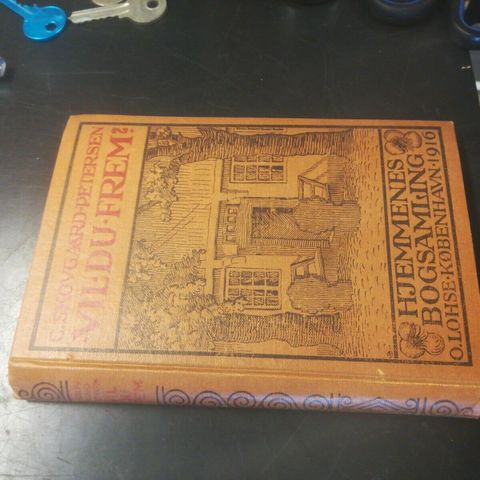 C. SKOVGAARD-PETERSEN
VIL DU FREM?
HJEMMENES
BOGSAMLING
O. LOHSE · KØBENHAVN · 1916